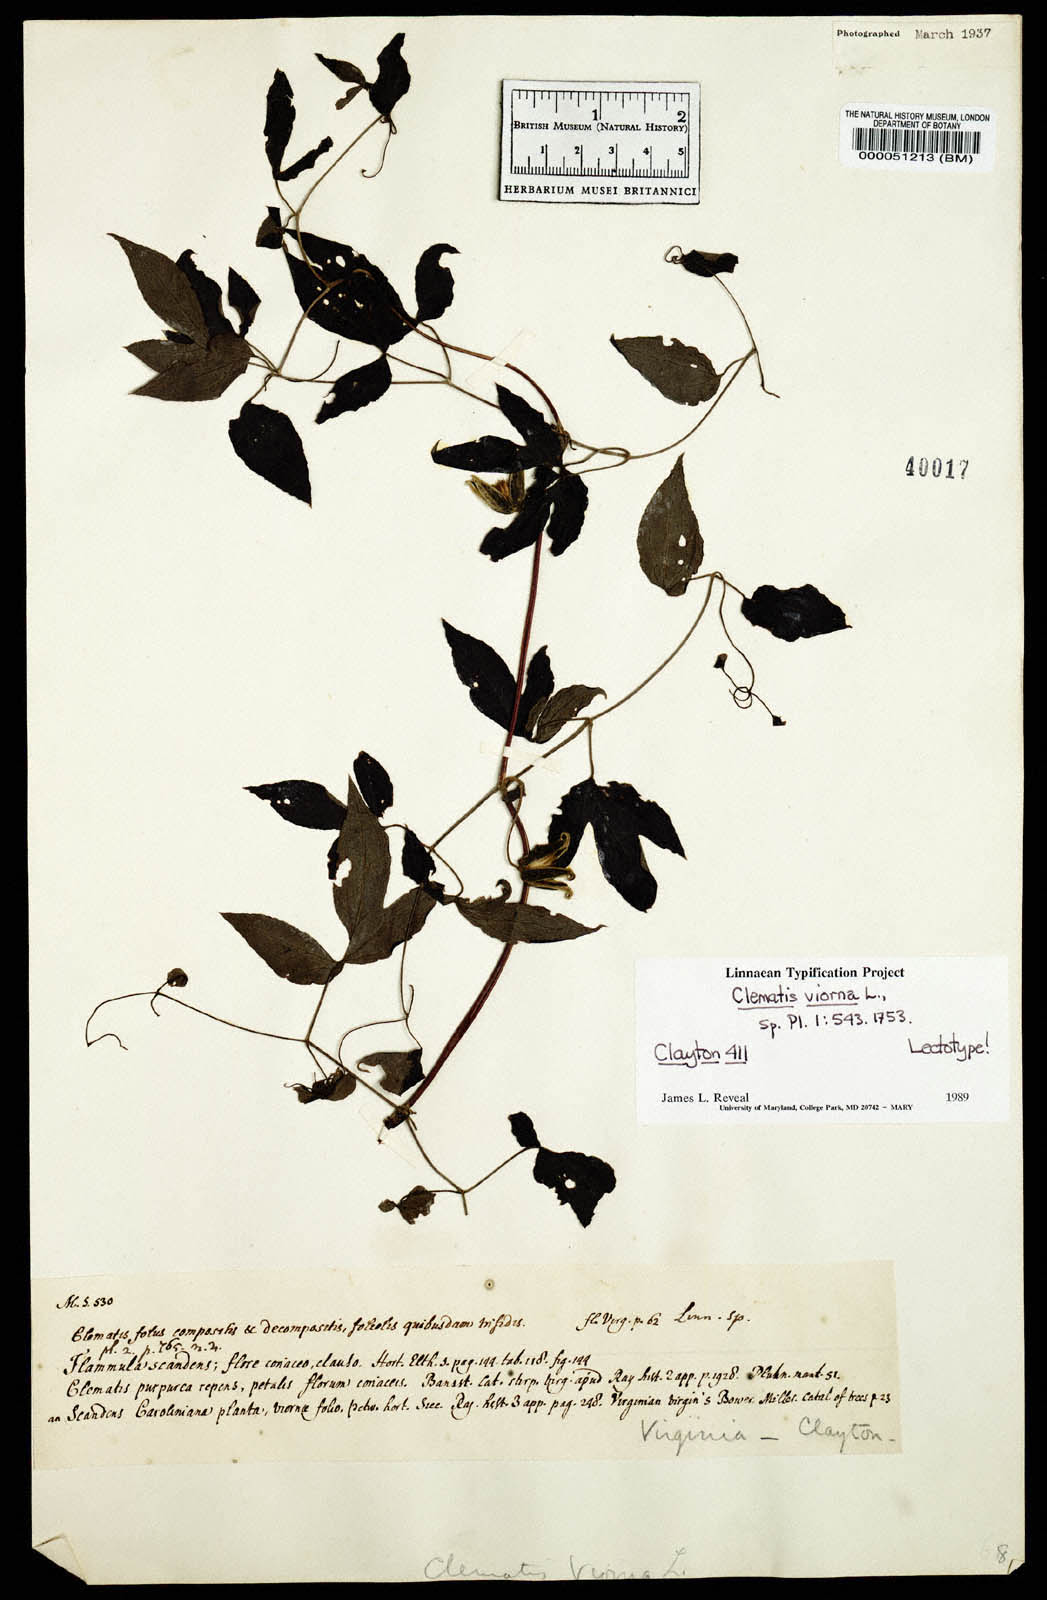 Photographed March 1937
1 2
BRITISH MUSEUM (NATURAL HISTORY)
1 2 3 4 5
HERBARIUM MUSEI BRITANNICI
THE NATURAL HISTORY MUSEUM, LONDON
DEPARTMENT OF BOTANY
000051213 (BM)
40017
Linnaean Typification Project
Clematis viorna L.,
Sp. Pl. 1:543. 1753.
Clayton 411 Lectotype!
James L. Reveal 1989
University of Maryland, College Park, MD 20742 – MARY
530
Clematis foliis compositis & decompositis, foliolis quibusdam trifidis. fl. Virg. p. 62 Linn. Sp.
pl. 2. p. 765. n. 4.
Flammula scandens; flore coriaceo, clauso. Hort. Elth. pag. 144. tab. 118. fig. 144
Clematis purpurea repens, petalis florum coriaceis. Banist. Cat. stirp. virg. apud Ray hist. 2 app. p. 1928. Plukn. mant. 51.
an Scandens Caroliniana planta, viornæ folio. hort. Ray. hist. 3 app. pag. 248. Virginian virgin's Bower. Catal of trees p. 23
Virginia — Clayton —
Clematis Viorna L.